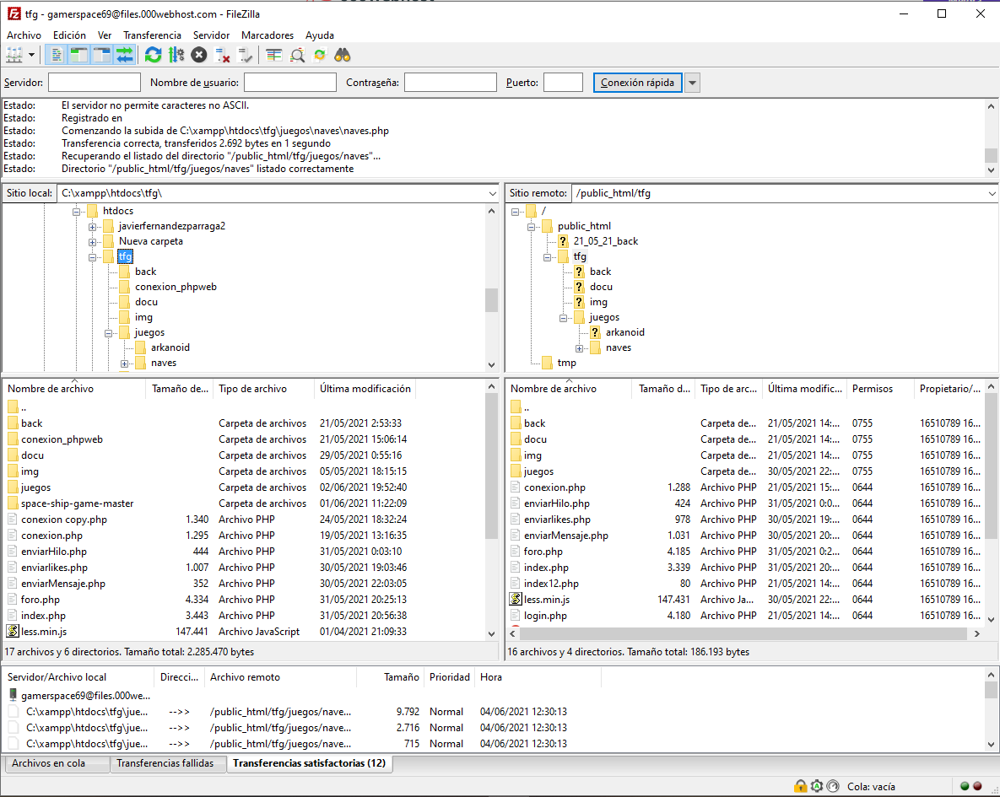 tfg - gamerspace69@files.000webhost.com - FileZilla
Archivo Edición Ver Transferencia Servidor Marcadores Ayuda
Servidor: Nombre de usuario: Contraseña: Puerto: Conexión rápida
Estado: El servidor no permite caracteres no ASCII.
Estado: Registrado en
Estado: Comenzando la subida de C:\xampp\htdocs\tfg\juegos\naves\naves.php
Estado: Transferencia correcta, transferidos 2.692 bytes en 1 segundo
Estado: Recuperando el listado del directorio "/public_html/tfg/juegos/naves"...
Estado: Directorio "/public_html/tfg/juegos/naves" listado correctamente
Sitio local: C:\xampp\htdocs\tfg\
htdocs
javierfernandezparraga2
Nueva carpeta
tfg
back
conexion_phpweb
docu
img
juegos
arkanoid
naves
Sitio remoto: /public_html/tfg
/
public_html
? 21_05_21_back
tfg
? back
? docu
? img
juegos
? arkanoid
naves
tmp
Nombre de archivo Tamaño de... Tipo de archivo Última modificación
..
back Carpeta de archivos 21/05/2021 2:53:33
conexion_phpweb Carpeta de archivos 21/05/2021 15:06:14
docu Carpeta de archivos 29/05/2021 0:55:16
img Carpeta de archivos 05/05/2021 18:15:15
juegos Carpeta de archivos 02/06/2021 19:52:40
space-ship-game-master Carpeta de archivos 01/06/2021 11:22:09
conexion copy.php 1.340 Archivo PHP 24/05/2021 18:32:24
conexion.php 1.295 Archivo PHP 19/05/2021 13:16:35
enviarHilo.php 444 Archivo PHP 31/05/2021 0:03:10
enviarlikes.php 1.007 Archivo PHP 30/05/2021 19:03:46
enviarMensaje.php 352 Archivo PHP 30/05/2021 22:03:05
foro.php 4.334 Archivo PHP 31/05/2021 20:25:13
index.php 3.443 Archivo PHP 31/05/2021 20:56:38
less.min.js 147.441 Archivo JavaScript 01/04/2021 21:09:33
17 archivos y 6 directorios. Tamaño total: 2.285.470 bytes
Nombre de archivo Tamaño d... Tipo de arc... Última modific... Permisos Propietario/...
..
back Carpeta de... 21/05/2021 14:... 0755 16510789 16...
docu Carpeta de... 21/05/2021 14:... 0755 16510789 16...
img Carpeta de... 21/05/2021 14:... 0755 16510789 16...
juegos Carpeta de... 30/05/2021 22:... 0755 16510789 16...
conexion.php 1.288 Archivo PHP 21/05/2021 15:... 0644 16510789 16...
enviarHilo.php 424 Archivo PHP 31/05/2021 0:0... 0644 16510789 16...
enviarlikes.php 978 Archivo PHP 30/05/2021 19:... 0644 16510789 16...
enviarMensaje.php 1.031 Archivo PHP 30/05/2021 20:... 0644 16510789 16...
foro.php 4.185 Archivo PHP 31/05/2021 0:2... 0644 16510789 16...
index.php 3.339 Archivo PHP 31/05/2021 20:... 0644 16510789 16...
index12.php 80 Archivo PHP 21/05/2021 14:... 0644 16510789 16...
less.min.js 147.431 Archivo Ja... 30/05/2021 22:... 0644 16510789 16...
login.php 4.180 Archivo PHP 31/05/2021 20:... 0644 16510789 16...
16 archivos y 4 directorios. Tamaño total: 186.193 bytes
Servidor/Archivo local Direcci... Archivo remoto Tamaño Prioridad Hora
gamerspace69@files.000we...
C:\xampp\htdocs\tfg\jue... -->> /public_html/tfg/juegos/nave... 9.792 Normal 04/06/2021 12:30:13
C:\xampp\htdocs\tfg\jue... -->> /public_html/tfg/juegos/nave... 2.716 Normal 04/06/2021 12:30:13
C:\xampp\htdocs\tfg\jue... -->> /public_html/tfg/juegos/nave... 715 Normal 04/06/2021 12:30:13
Archivos en cola Transferencias fallidas Transferencias satisfactorias (12)
Cola: vacía